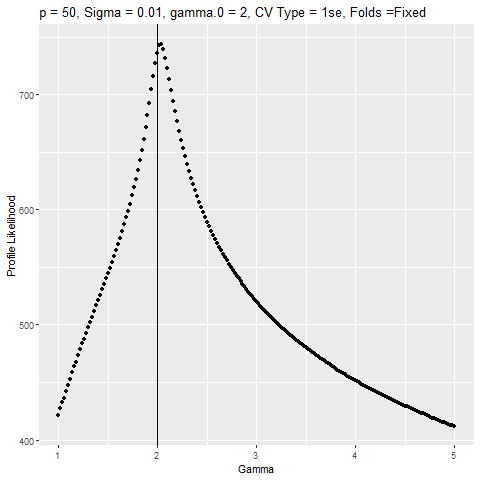 p = 50, Sigma = 0.01, gamma.0 = 2, CV Type = 1se, Folds =Fixed
Profile Likelihood
700
600
500
400
1 2 3 4 5
Gamma